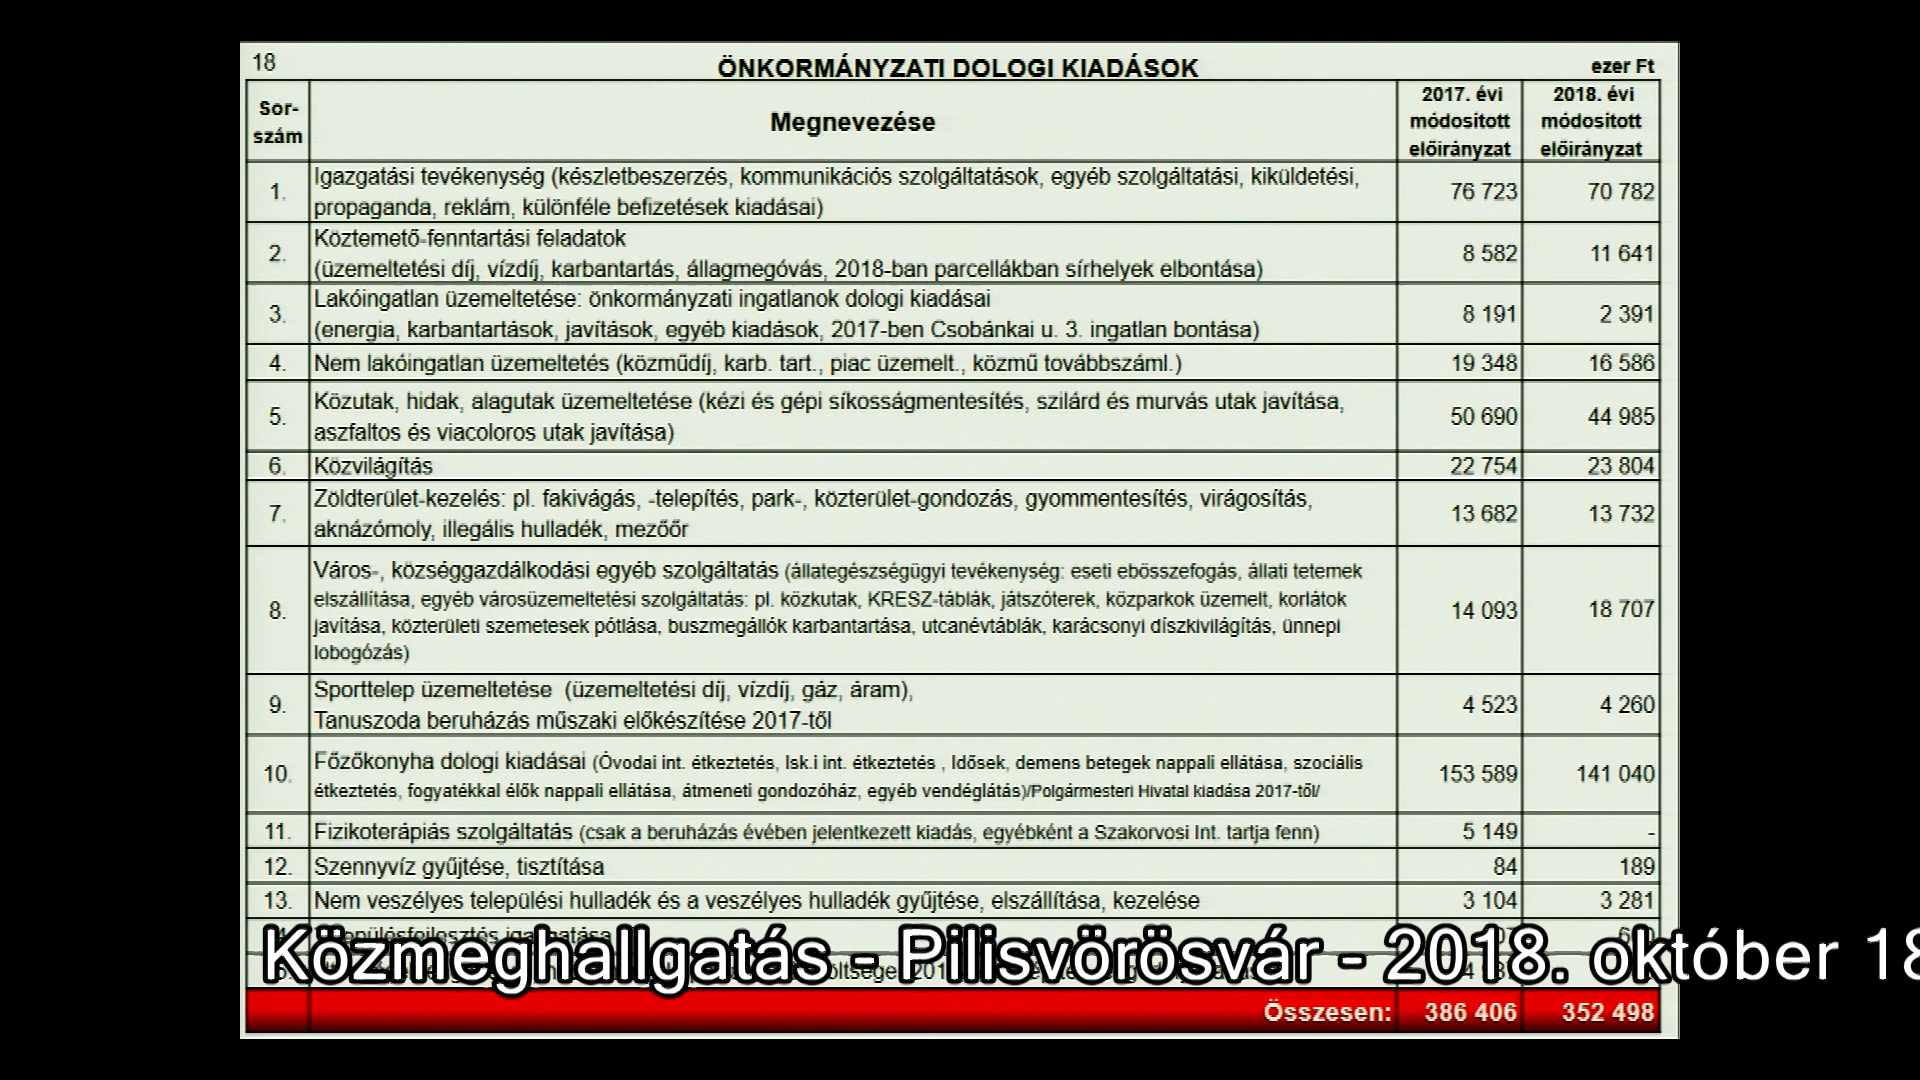 18
ÖNKORMÁNYZATI DOLOGI KIADÁSOK
ezer Ft
Sor-
szám
Megnevezése
2017. évi
módosított
előirányzat
2018. évi
módosított
előirányzat
1.
Igazgatási tevékenység (készletbeszerzés, kommunikációs szolgáltatások, egyéb szolgáltatási, kiküldetési,
propaganda, reklám, különféle befizetések kiadásai)
76 723
70 782
2.
Köztemető-fenntartási feladatok
(üzemeltetési díj, vízdíj, karbantartás, állagmegóvás, 2018-ban parcellákban sírhelyek elbontása)
8 582
11 641
3.
Lakóingatlan üzemeltetése: önkormányzati ingatlanok dologi kiadásai
(energia, karbantartások, javítások, egyéb kiadások, 2017-ben Csobánkai u. 3. ingatlan bontása)
8 191
2 391
4.
Nem lakóingatlan üzemeltetés (közműdíj, karb. tart., piac üzemelt., közmű továbbszáml.)
19 348
16 586
5.
Közutak, hidak, alagutak üzemeltetése (kézi és gépi síkosságmentesítés, szilárd és murvás utak javítása,
aszfaltos és viacoloros utak javítása)
50 690
44 985
6.
Közvilágítás
22 754
23 804
7.
Zöldterület-kezelés: pl. fakivágás, -telepítés, park-, közterület-gondozás, gyommentesítés, virágosítás,
aknázómoly, illegális hulladék, mezőőr
13 682
13 732
8.
Város-, községgazdálkodási egyéb szolgáltatás (állategészségügyi tevékenység: eseti ebösszefogás, állati tetemek
elszállítása, egyéb városüzemeltetési szolgáltatás: pl. közkutak, KRESZ-táblák, játszóterek, közparkok üzemelt, korlátok
javítása, közterületi szemetesek pótlása, buszmegállók karbantartása, utcanévtáblák, karácsonyi díszkivilágítás, ünnepi
lobogózás)
14 093
18 707
9.
Sporttelep üzemeltetése (üzemeltetési díj, vízdíj, gáz, áram),
Tanuszoda beruházás műszaki előkészítése 2017-től
4 523
4 260
10.
Főzőkonyha dologi kiadásai (Óvodai int. étkeztetés, Isk.i int. étkeztetés , Idősek, demens betegek nappali ellátása, szociális
étkeztetés, fogyatékkal élők nappali ellátása, átmeneti gondozóház, egyéb vendéglátás)/Polgármesteri Hivatal kiadása 2017-től/
153 589
141 040
11.
Fizikoterápiás szolgáltatás (csak a beruházás évében jelentkezett kiadás, egyébként a Szakorvosi Int. tartja fenn)
5 149
-
12.
Szennyvíz gyűjtése, tisztítása
84
189
13.
Nem veszélyes települési hulladék és a veszélyes hulladék gyűjtése, elszállítása, kezelése
3 104
3 281
Közmeghallgatás - Pilisvörösvár - 2018. október 18
Összesen:
386 406
352 498